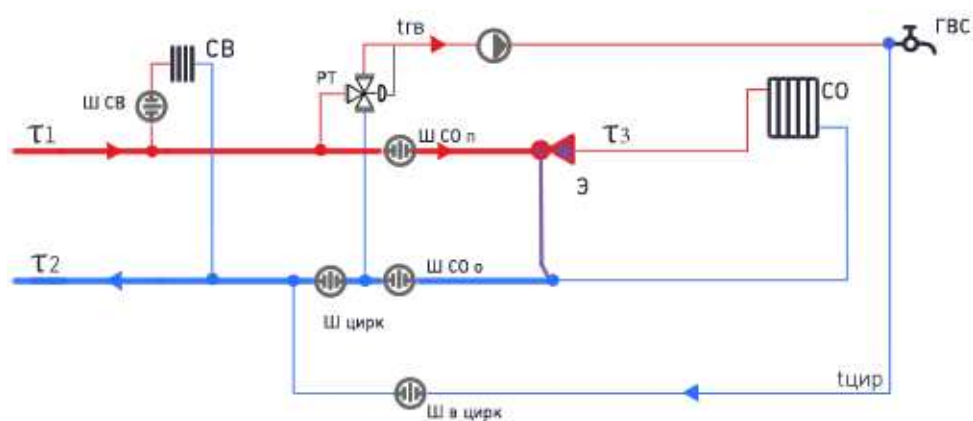 tгв
ГВС
СВ
РТ
Ш СВ
СО
τ1
Ш СО п
τ3
Э
τ2
Ш СО о
Ш цирк
tцир
Ш в цирк